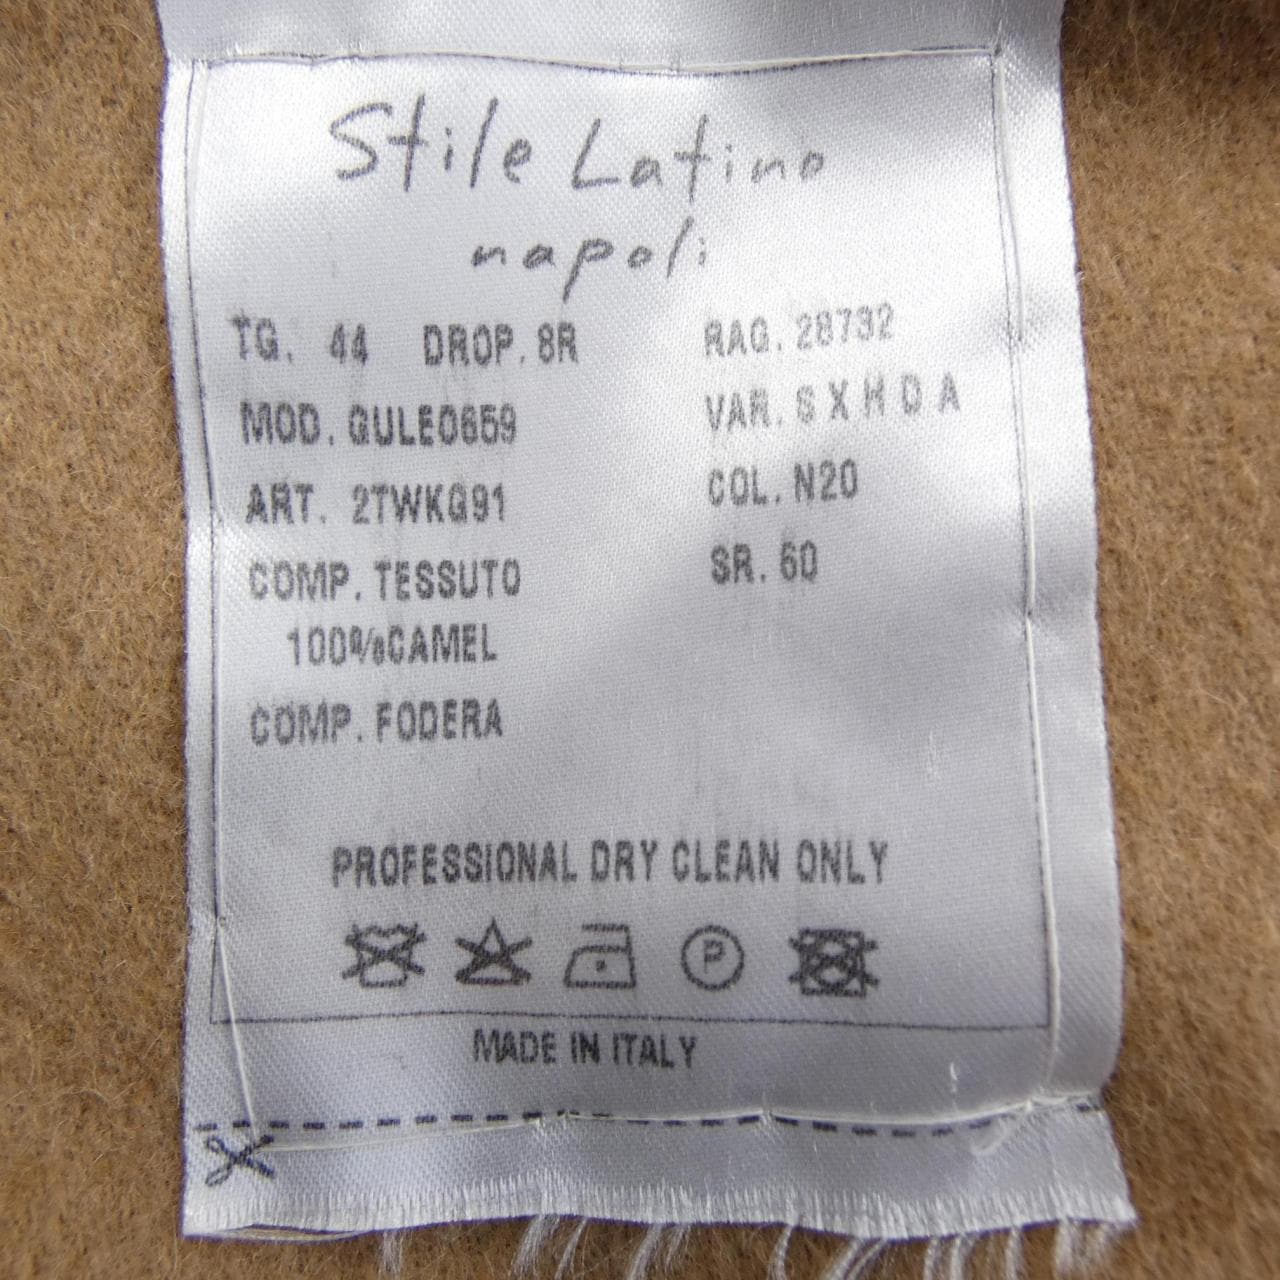 Stile Latino
napoli
TG. 44 DROP. 8R RAG. 28732
MOD. GULE0659 VAR. SXHDA
ART. 2TWKG91 COL. N20
COMP. TESSUTO SR. 60
100%CAMEL
COMP. FODERA
PROFESSIONAL DRY CLEAN ONLY
P
MADE IN ITALY